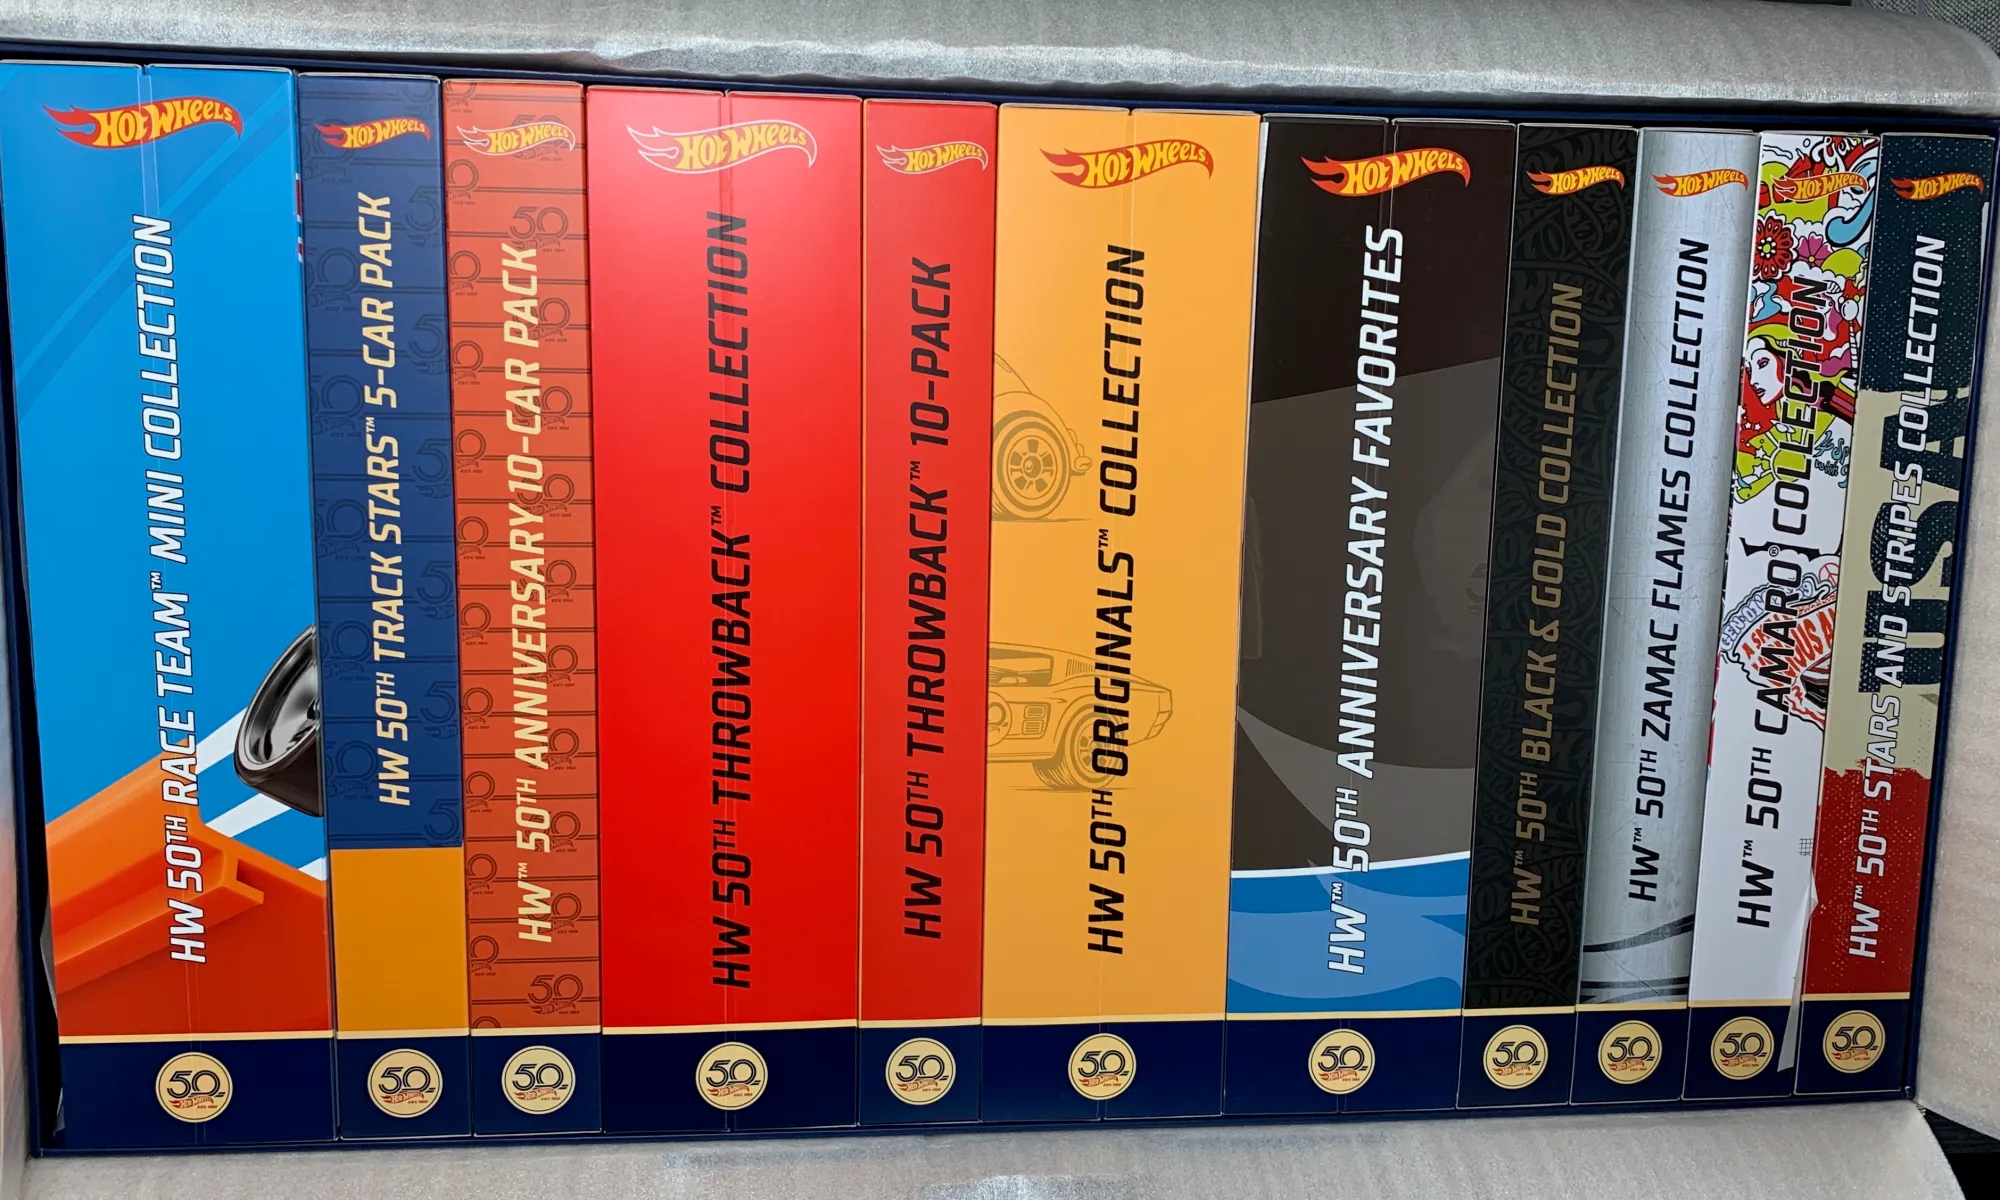 HOT WHEELS
HW 50TH RACE TEAM™ MINI COLLECTION
50
HOT WHEELS
HW 50TH TRACK STARS™ 5-CAR PACK
50
HOT WHEELS
HW™ 50TH ANNIVERSARY 10-CAR PACK
50
HOT WHEELS
HW 50TH THROWBACK™ COLLECTION
50
HOT WHEELS
HW 50TH THROWBACK™ 10-PACK
50
HOT WHEELS
HW 50TH ORIGINALS™ COLLECTION
50
HOT WHEELS
HW™ 50TH ANNIVERSARY FAVORITES
50
HOT WHEELS
HW™ 50TH BLACK & GOLD COLLECTION
50
HOT WHEELS
HW™ 50TH ZAMAC FLAMES COLLECTION
50
HOT WHEELS
HW™ 50TH CAMARO® COLLECTION
50
HOT WHEELS
USA
HW™ 50TH STARS AND STRIPES COLLECTION
50